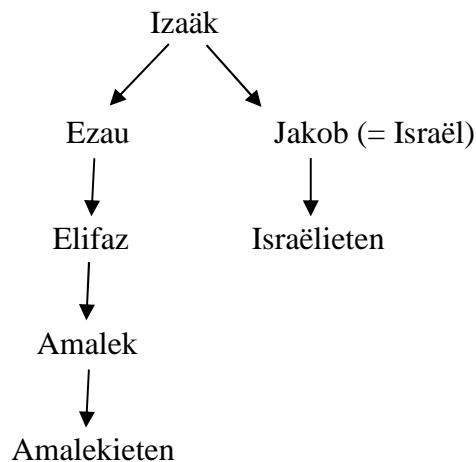 Izaäk
Ezau Jakob (= Israël)
Elifaz Israëlieten
Amalek
Amalekieten